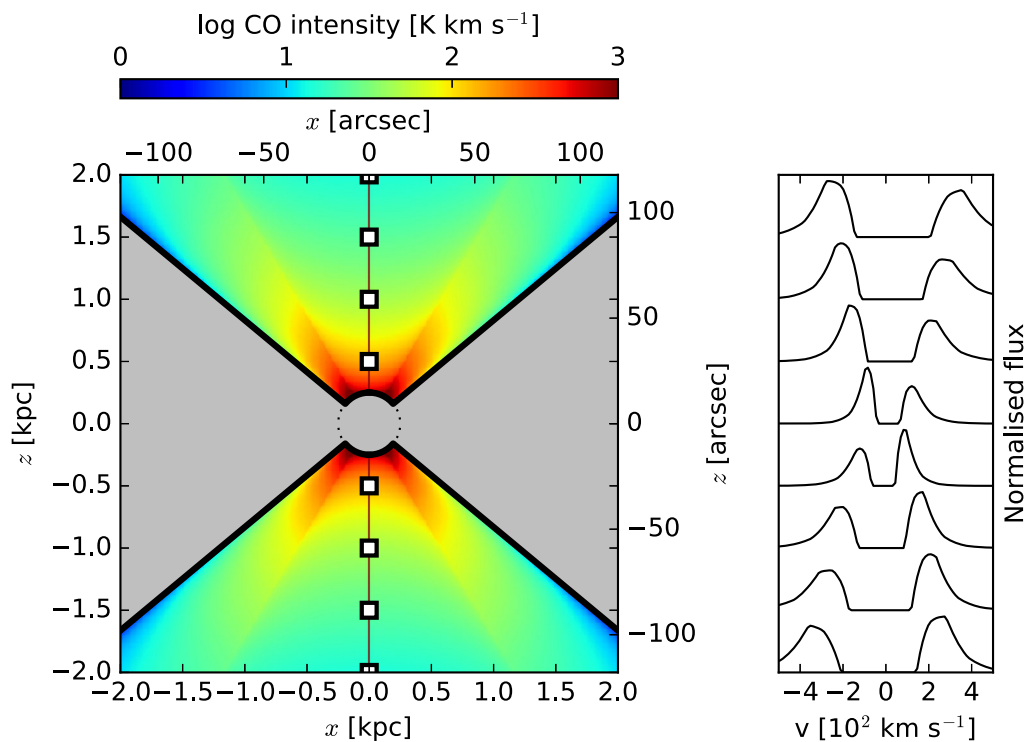 log CO intensity [K km s⁻¹]
0 1 2 3
x [arcsec]
−100 −50 0 50 100
2.0
1.5
1.0
0.5
0.0
−0.5
−1.0
−1.5
−2.0
z [kpc]
−2.0 −1.5 −1.0 −0.5 0.0 0.5 1.0 1.5 2.0
x [kpc]
100
50
0
−50
−100
z [arcsec]
−4 −2 0 2 4
v [10² km s⁻¹]
Normalised flux